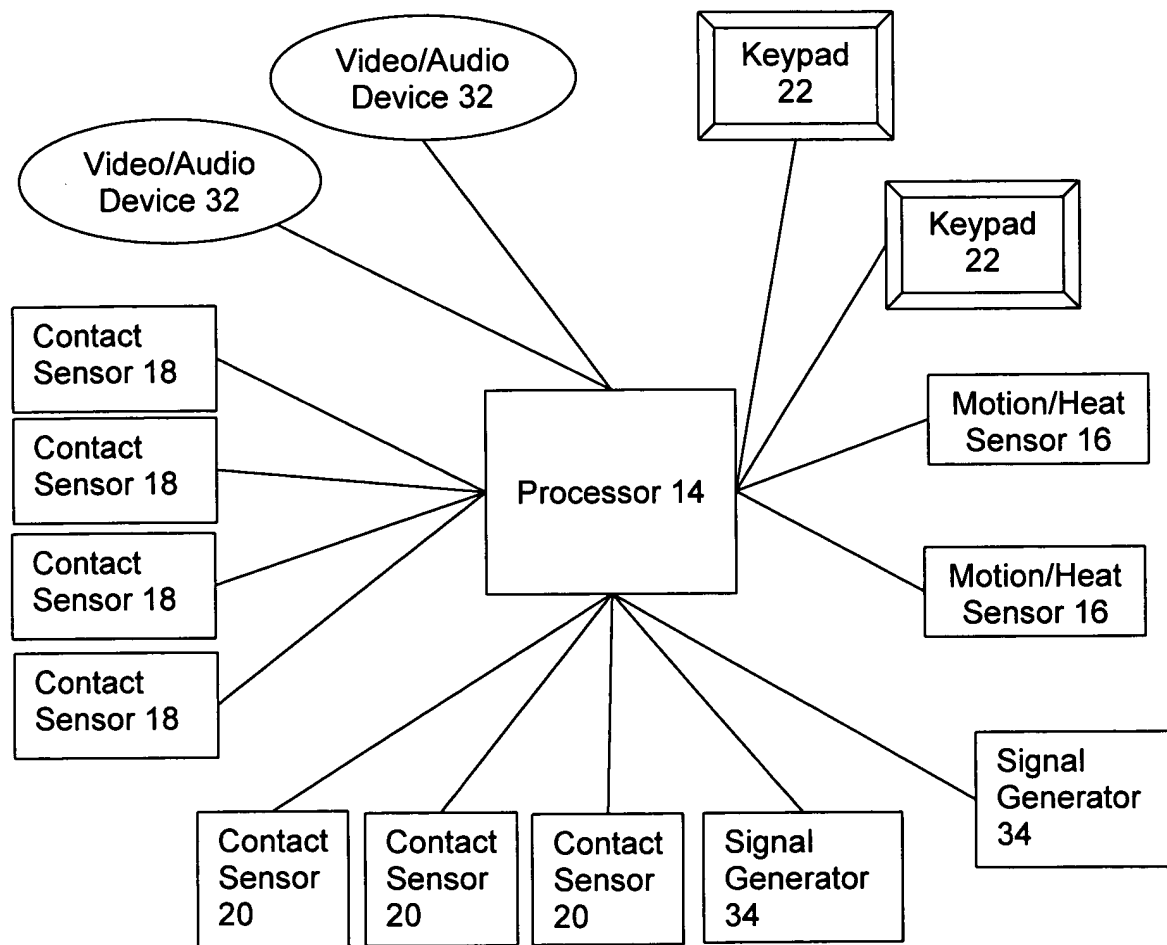 Video/Audio
Device 32
Keypad
22
Video/Audio
Device 32
Keypad
22
Contact
Sensor 18
Motion/Heat
Sensor 16
Contact
Sensor 18
Processor 14
Contact
Sensor 18
Motion/Heat
Sensor 16
Contact
Sensor 18
Signal
Generator
34
Contact
Sensor
20
Contact
Sensor
20
Contact
Sensor
20
Signal
Generator
34